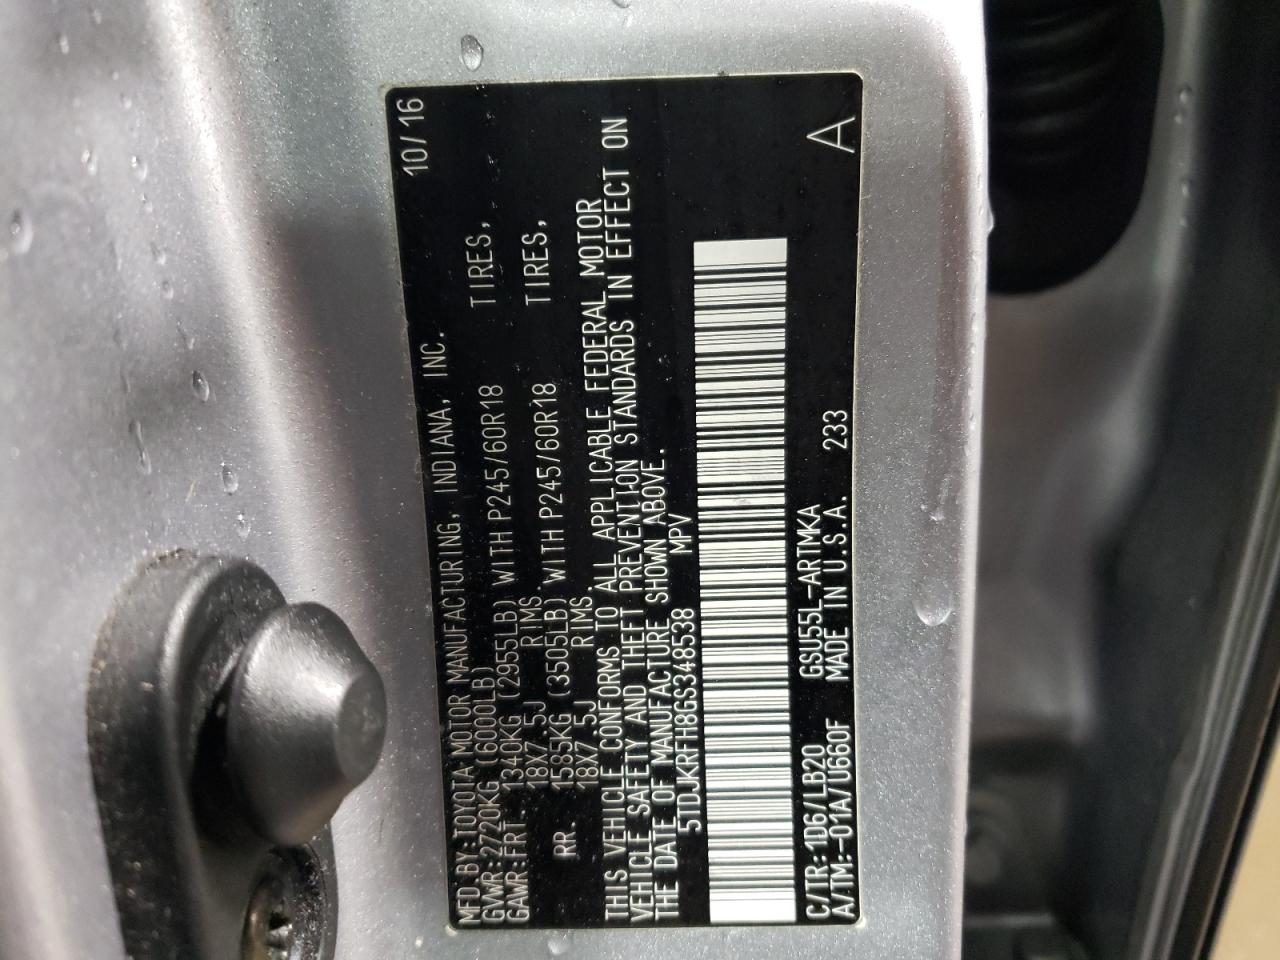 MFD.BY:TOYOTA MOTOR MANUFACTURING, INDIANA, INC. 10/16
GVWR:2720KG (6000LB)
GAWR:FRT. 1340KG (2955LB) WITH P245/60R18 TIRES,
18X7.5J RIMS
RR. 1585KG (3505LB) WITH P245/60R18 TIRES,
18X7.5J RIMS
THIS VEHICLE CONFORMS TO ALL APPLICABLE FEDERAL MOTOR
VEHICLE SAFETY AND THEFT PREVENTION STANDARDS IN EFFECT ON
THE DATE OF MANUFACTURE SHOWN ABOVE.
5TDJKRFH8GS348538 MPV
C/TR:1D6/LB20 GSU55L-ARTMKA
A/TM:-01A/U660F MADE IN U.S.A. 233
A